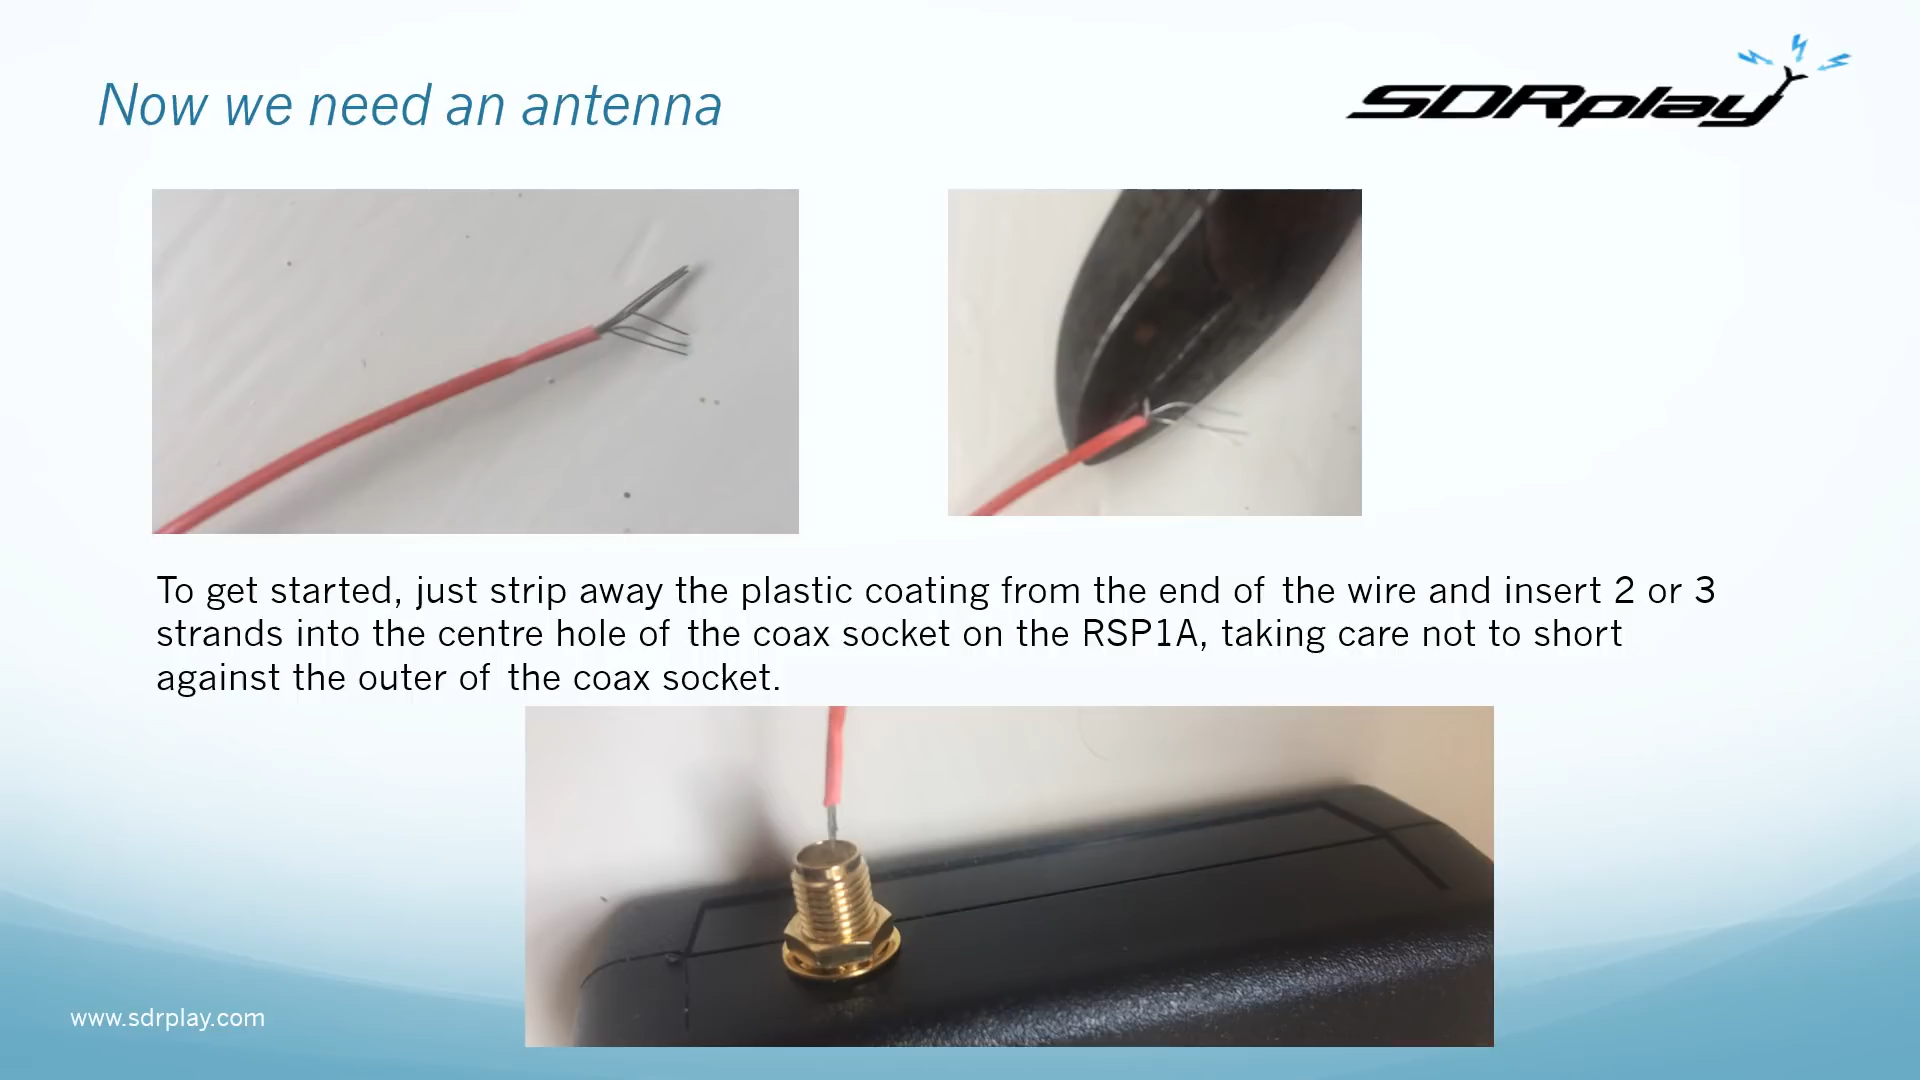 Now we need an antenna
SDRplay
To get started, just strip away the plastic coating from the end of the wire and insert 2 or 3
strands into the centre hole of the coax socket on the RSP1A, taking care not to short
against the outer of the coax socket.
www.sdrplay.com